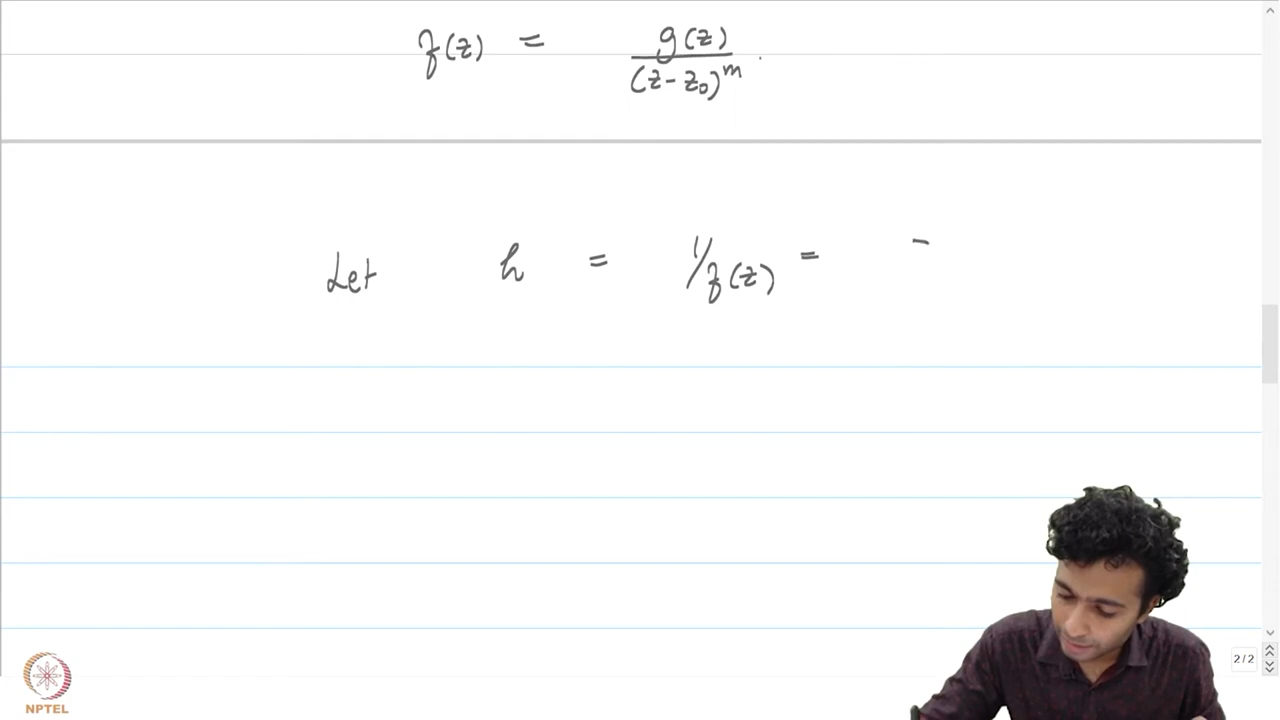 f(z) = g(z)/(z-z₀)^m .
Let h = 1/f(z) =
2/2
NPTEL